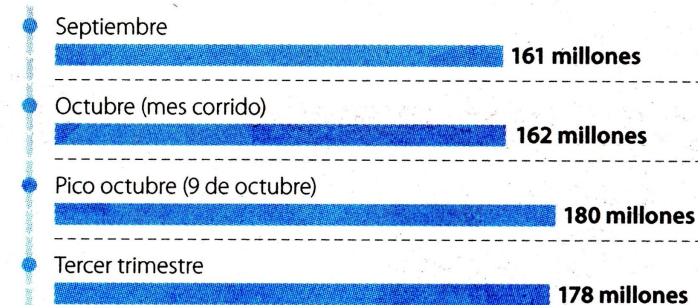 Septiembre
161 millones
Octubre (mes corrido)
162 millones
Pico octubre (9 de octubre)
180 millones
Tercer trimestre
178 millones